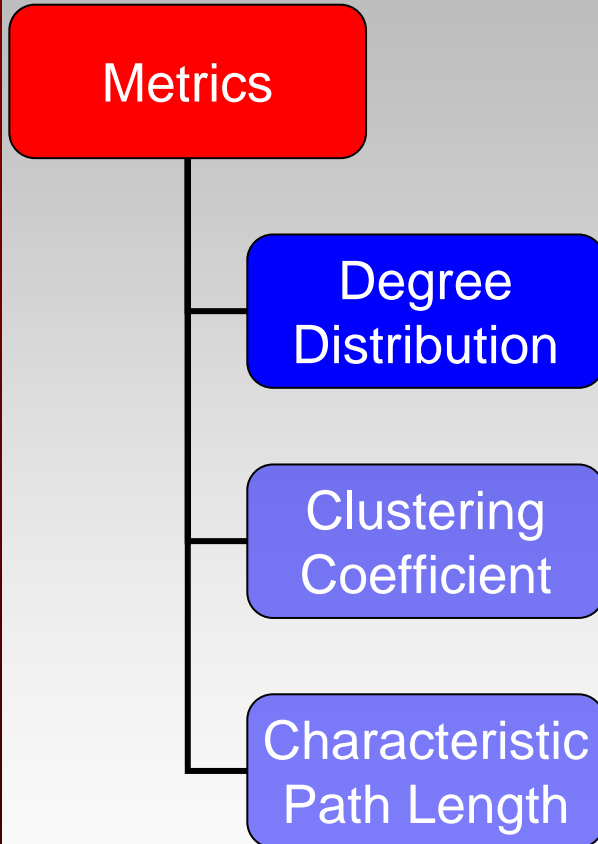 Metrics
Degree
Distribution
Clustering
Coefficient
Characteristic
Path Length